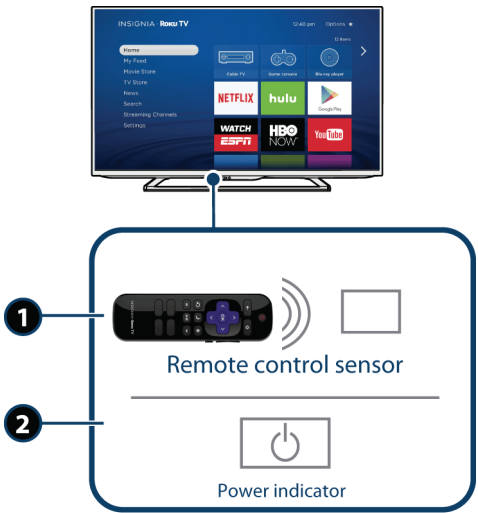 INSIGNIA · Roku TV
12:40 pm Options ✱
12 items
Home
My Feed
Movie Store
TV Store
News
Search
Streaming Channels
Settings
Cable TV
Game console
Blu-ray player
NETFLIX
hulu
Google Play
WATCH
ESPN
HBO
NOW
YouTube
1
OK
Remote control sensor
2
Power indicator